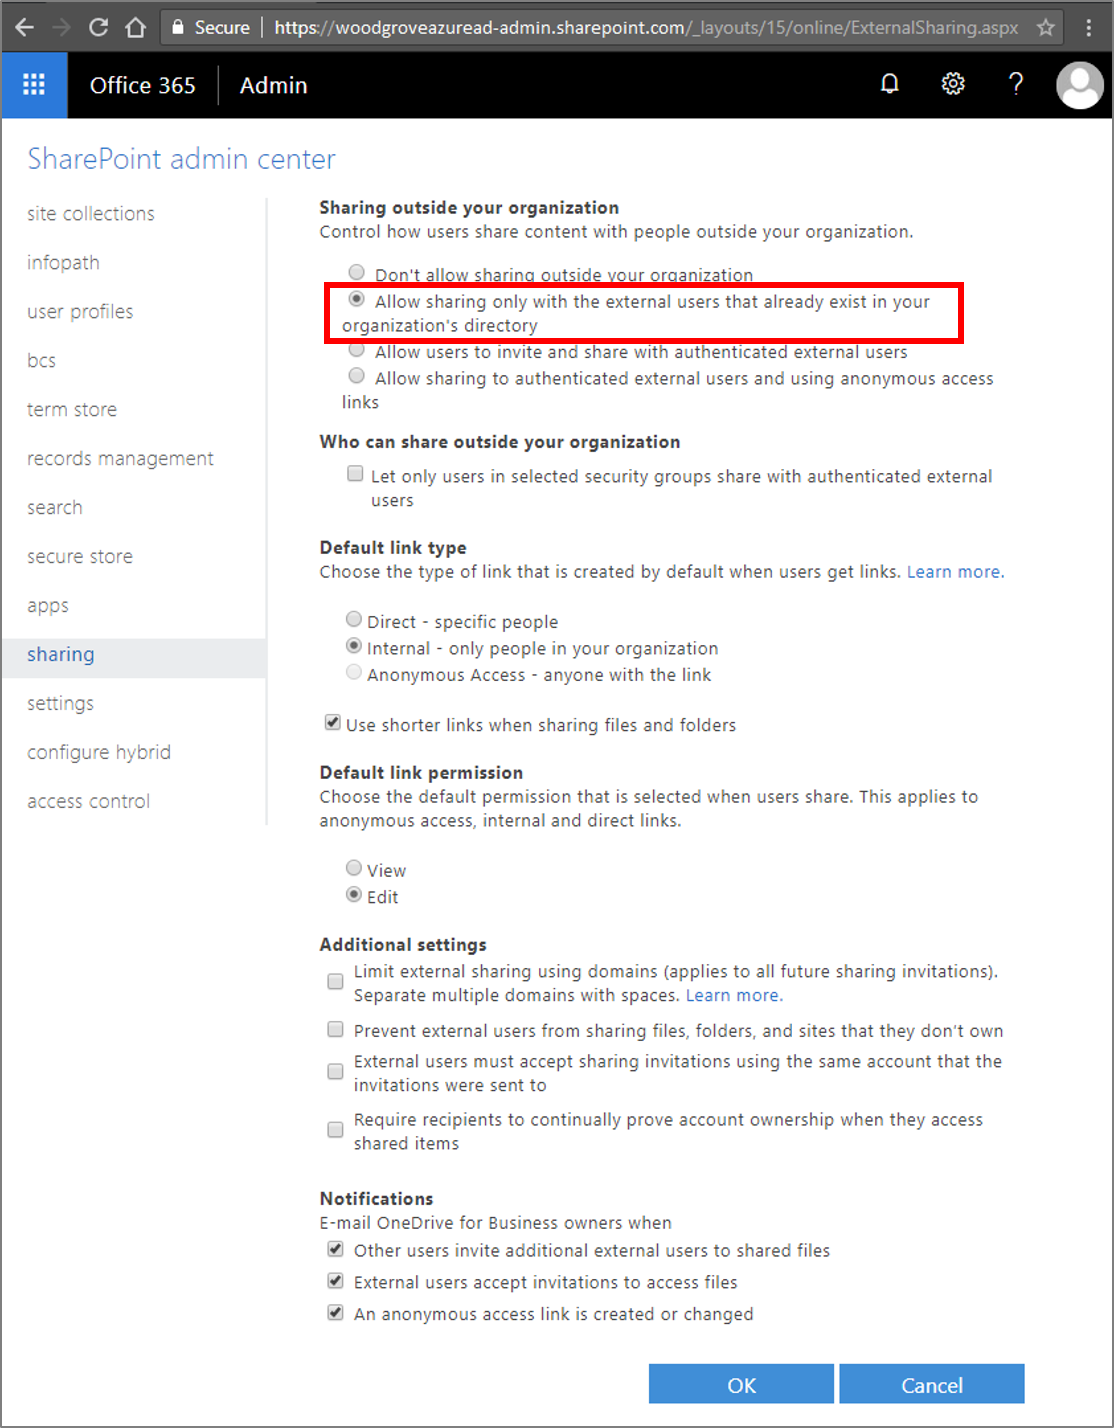 Secure https://woodgroveazuread-admin.sharepoint.com/_layouts/15/online/ExternalSharing.aspx
Office 365 Admin ?
SharePoint admin center
site collections
infopath
user profiles
bcs
term store
records management
search
secure store
apps
sharing
settings
configure hybrid
access control
Sharing outside your organization
Control how users share content with people outside your organization.
Don't allow sharing outside your organization
Allow sharing only with the external users that already exist in your
organization's directory
Allow users to invite and share with authenticated external users
Allow sharing to authenticated external users and using anonymous access
links
Who can share outside your organization
Let only users in selected security groups share with authenticated external
users
Default link type
Choose the type of link that is created by default when users get links. Learn more.
Direct - specific people
Internal - only people in your organization
Anonymous Access - anyone with the link
Use shorter links when sharing files and folders
Default link permission
Choose the default permission that is selected when users share. This applies to
anonymous access, internal and direct links.
View
Edit
Additional settings
Limit external sharing using domains (applies to all future sharing invitations).
Separate multiple domains with spaces. Learn more.
Prevent external users from sharing files, folders, and sites that they don't own
External users must accept sharing invitations using the same account that the
invitations were sent to
Require recipients to continually prove account ownership when they access
shared items
Notifications
E-mail OneDrive for Business owners when
Other users invite additional external users to shared files
External users accept invitations to access files
An anonymous access link is created or changed
OK Cancel